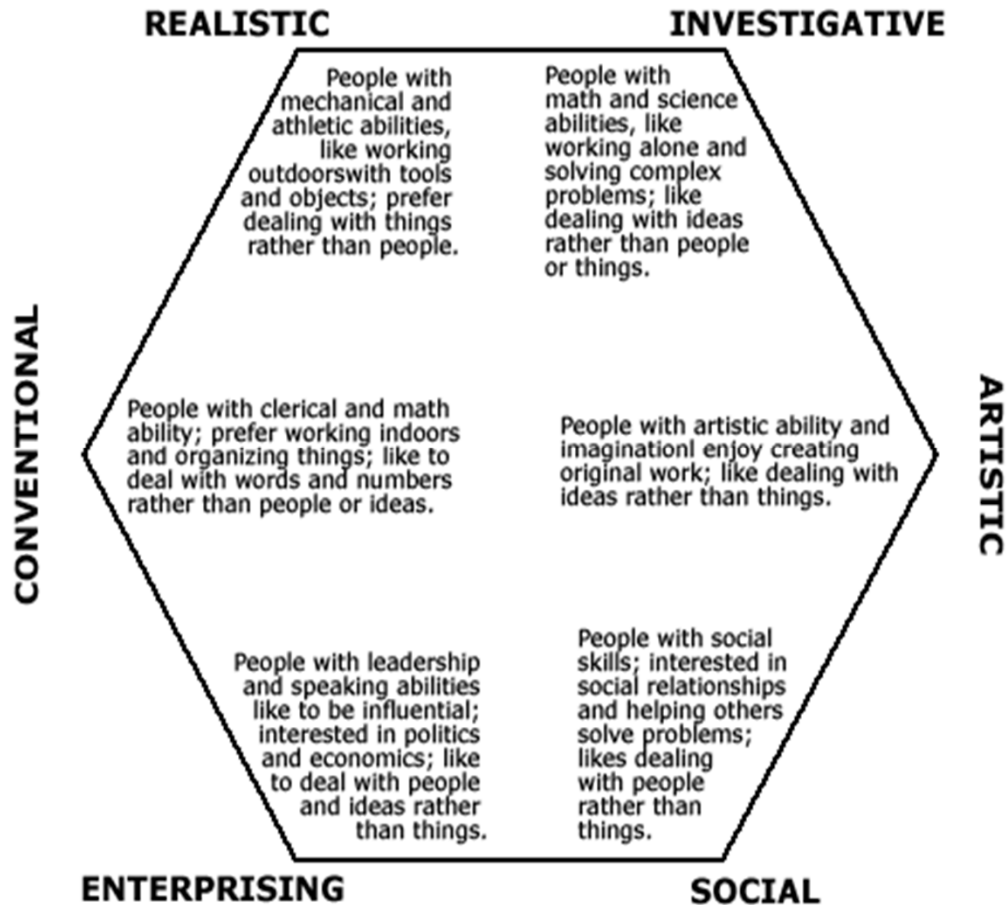 REALISTIC
INVESTIGATIVE
People with
mechanical and
athletic abilities,
like working
outdoorswith tools
and objects; prefer
dealing with things
rather than people.
People with
math and science
abilities, like
working alone and
solving complex
problems; like
dealing with ideas
rather than people
or things.
CONVENTIONAL
People with clerical and math
ability; prefer working indoors
and organizing things; like to
deal with words and numbers
rather than people or ideas.
People with artistic ability and
imaginationl enjoy creating
original work; like dealing with
ideas rather than things.
ARTISTIC
People with leadership
and speaking abilities
like to be influential;
interested in politics
and economics; like
to deal with people
and ideas rather
than things.
People with social
skills; interested in
social relationships
and helping others
solve problems;
likes dealing
with people
rather than
things.
ENTERPRISING
SOCIAL